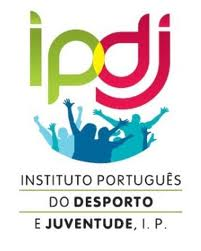 ipdj
INSTITUTO PORTUGUÊS
DO DESPORTO
E JUVENTUDE, I. P.